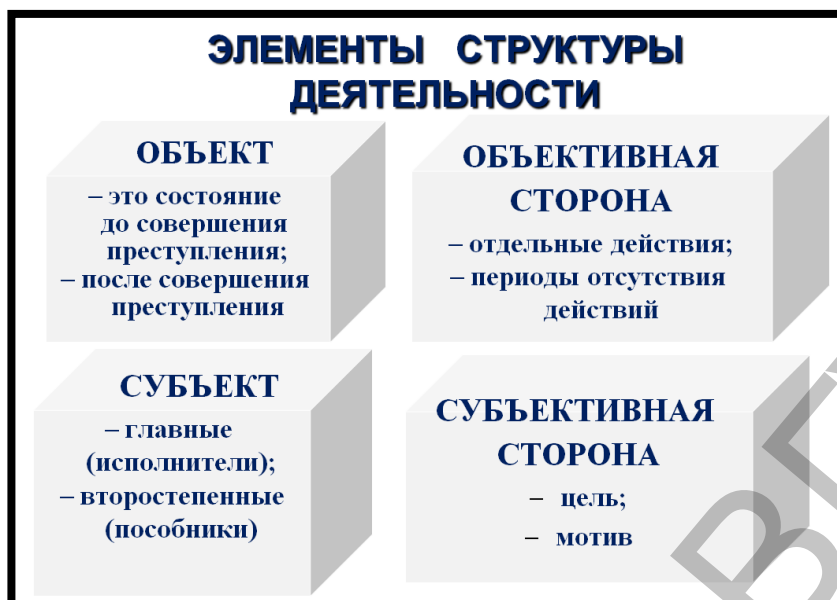 ЭЛЕМЕНТЫ СТРУКТУРЫ
ДЕЯТЕЛЬНОСТИ
ОБЪЕКТ
– это состояние
до совершения
преступления;
– после совершения
преступления
ОБЪЕКТИВНАЯ
СТОРОНА
– отдельные действия;
– периоды отсутствия
действий
СУБЪЕКТ
– главные
(исполнители);
– второстепенные
(пособники)
СУБЪЕКТИВНАЯ
СТОРОНА
– цель;
– мотив